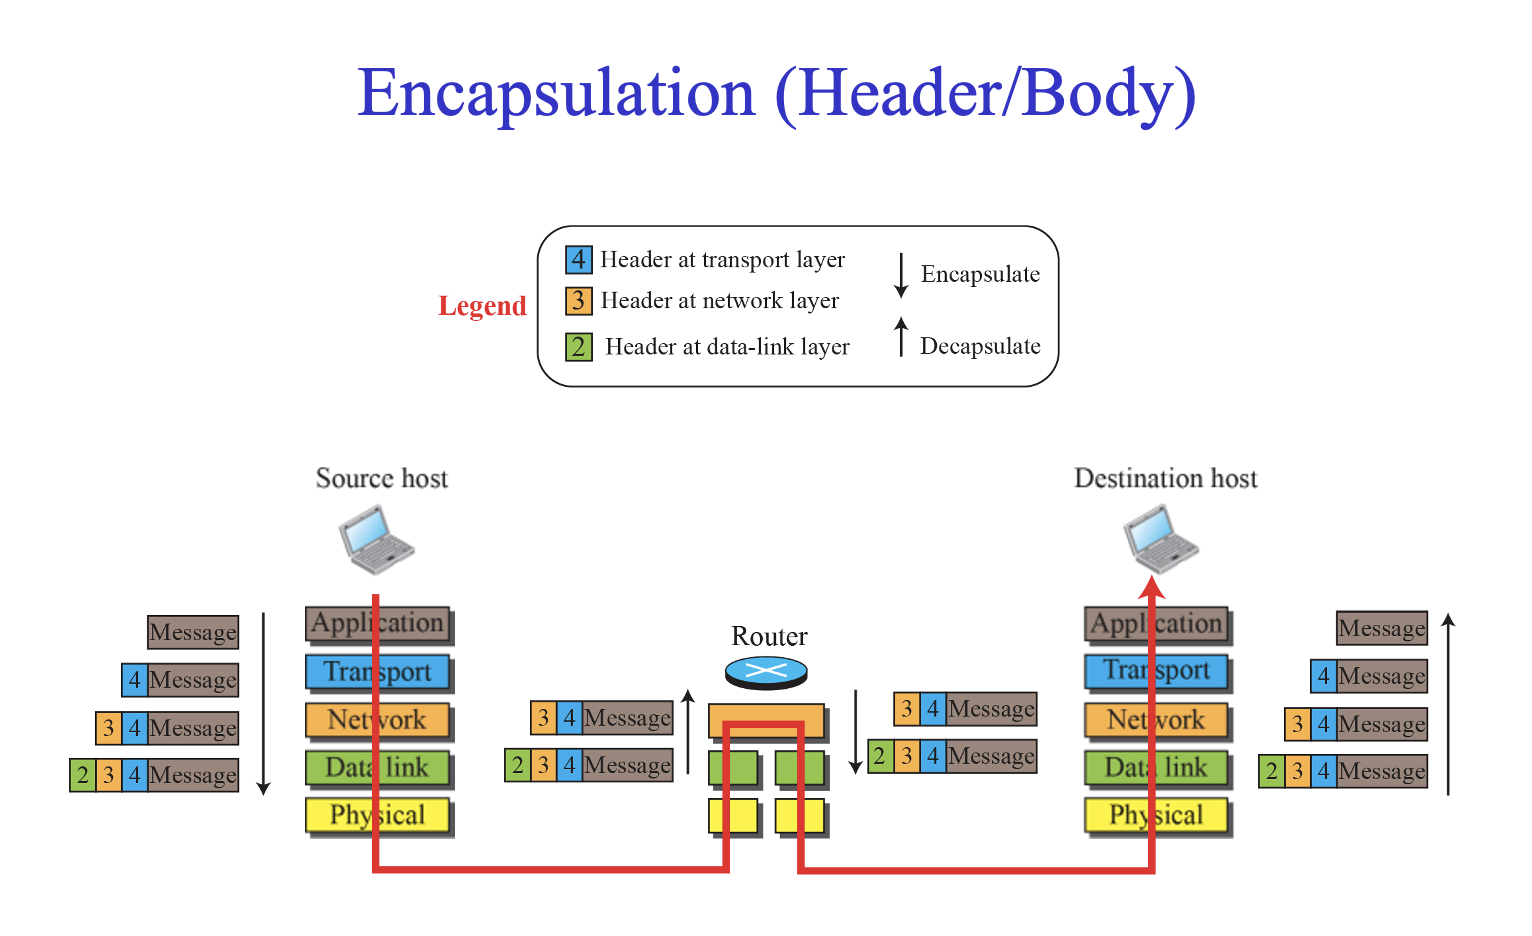 Encapsulation (Header/Body)
Legend
4 Header at transport layer
3 Header at network layer
2 Header at data-link layer
Encapsulate
Decapsulate
Source host
Message
4 Message
3 4 Message
2 3 4 Message
Application
Transport
Network
Data link
Physical
3 4 Message
2 3 4 Message
Router
3 4 Message
2 3 4 Message
Destination host
Application
Transport
Network
Data link
Physical
Message
4 Message
3 4 Message
2 3 4 Message